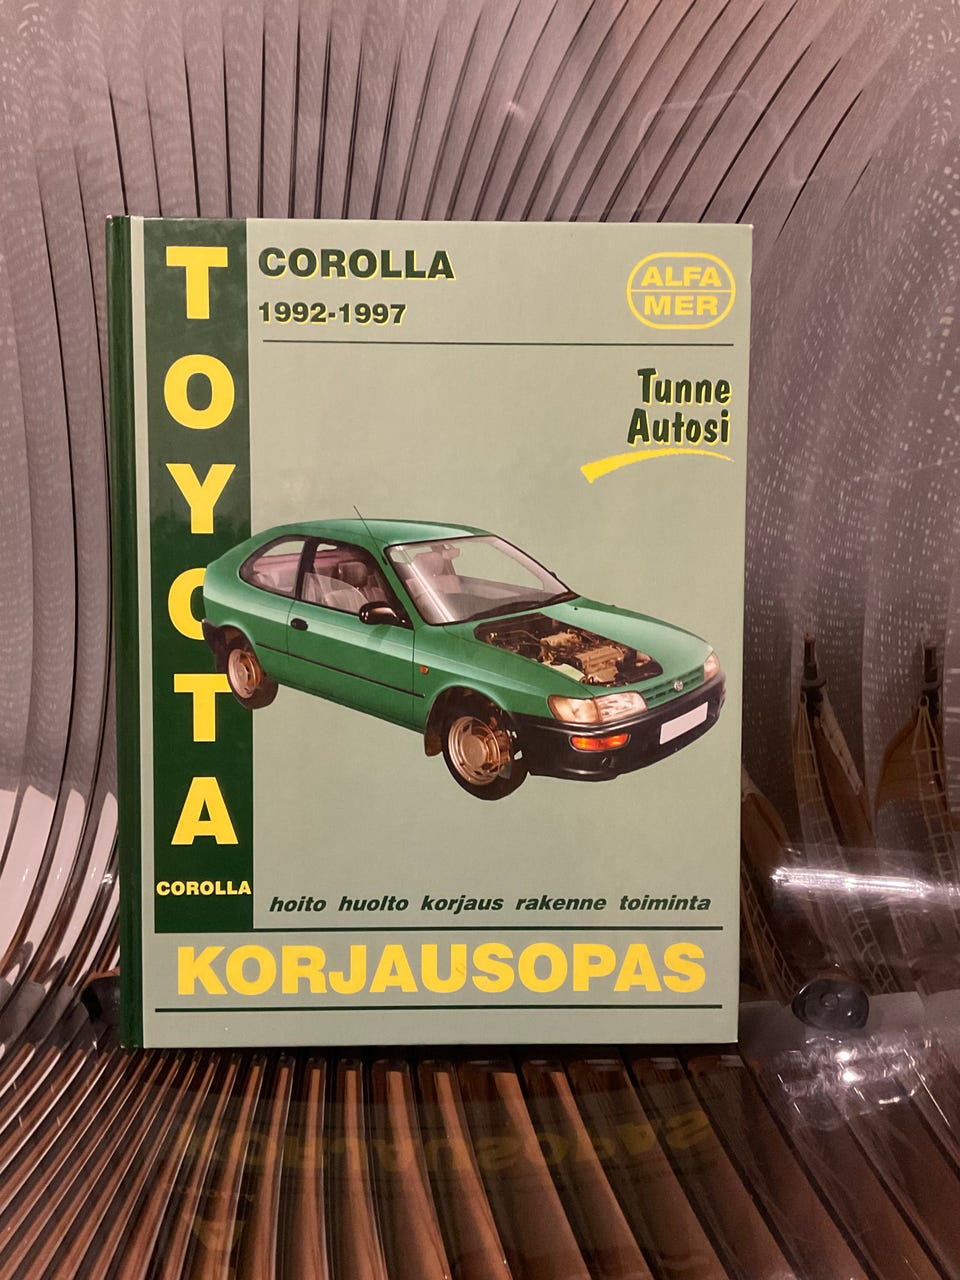 TOYOTA
COROLLA
COROLLA
1992-1997
ALFA
MER
Tunne
Autosi
hoito huolto korjaus rakenne toiminta
KORJAUSOPAS